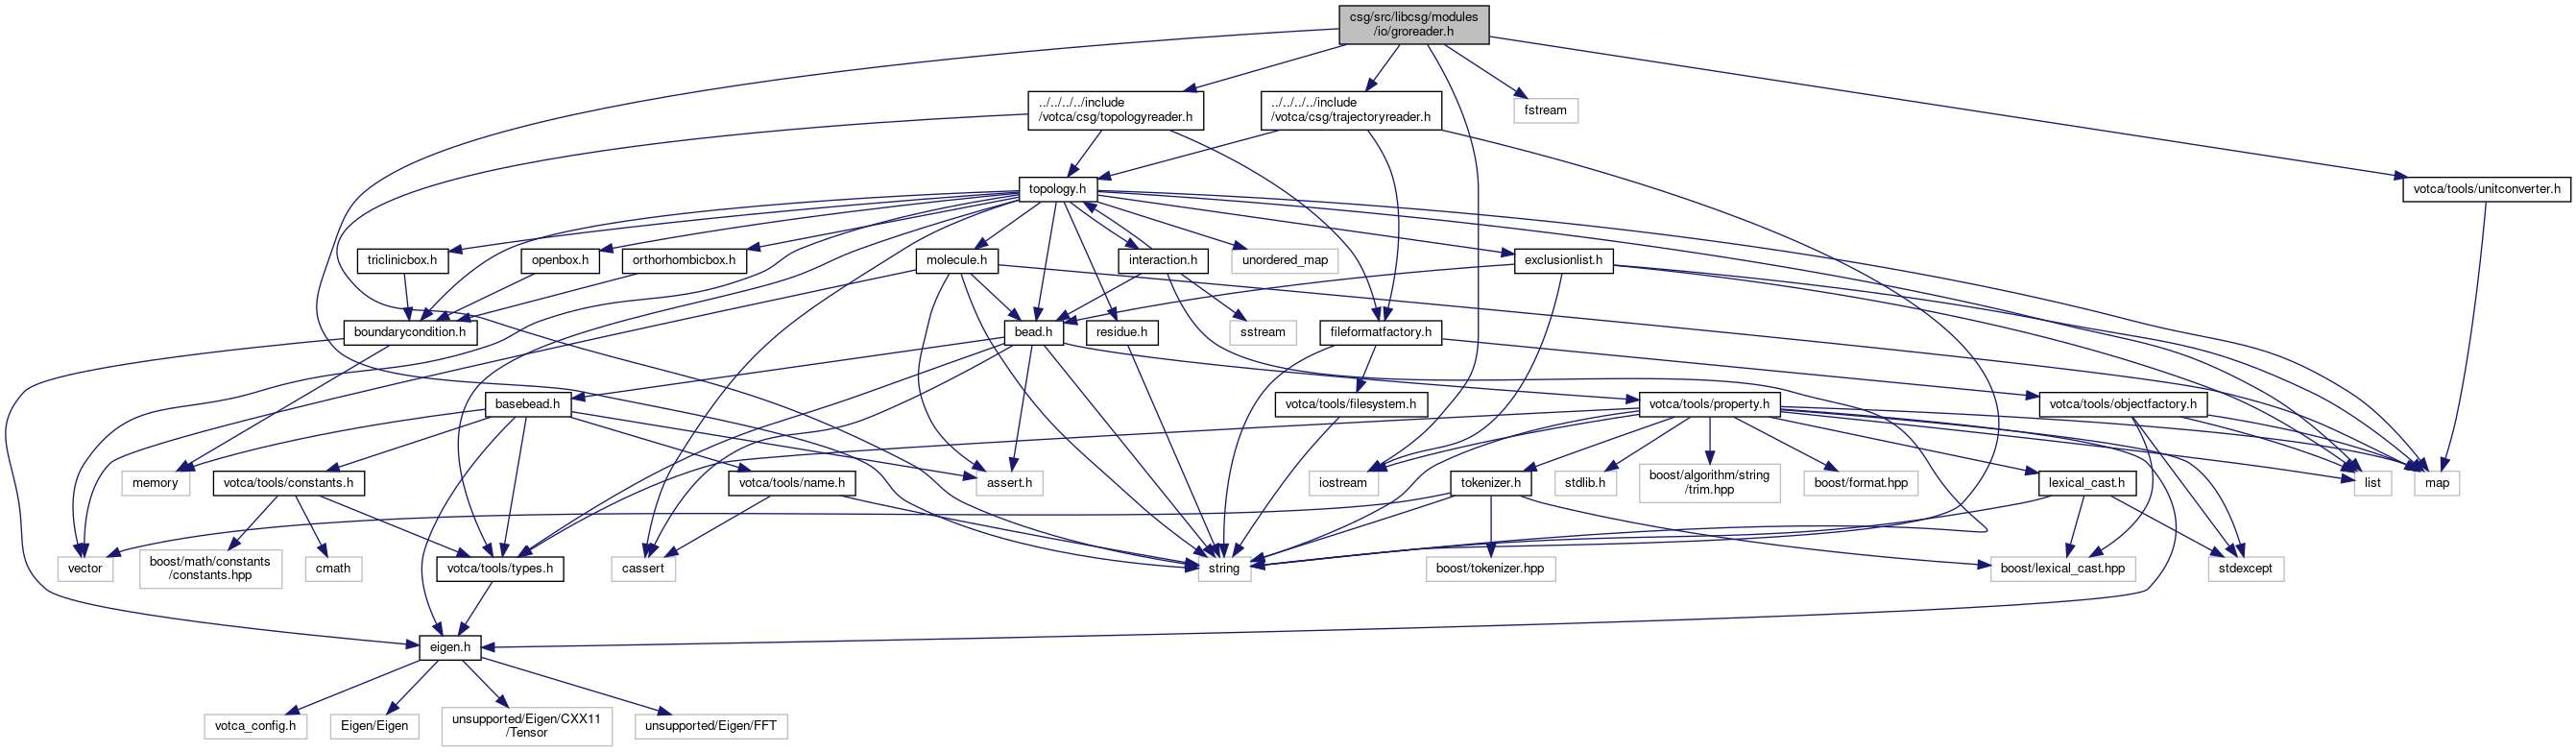 csg/src/libcsg/modules
/io/groreader.h
../../../../include
/votca/csg/topologyreader.h
../../../../include
/votca/csg/trajectoryreader.h
fstream
topology.h
votca/tools/unitconverter.h
triclinicbox.h
openbox.h
orthorhombicbox.h
molecule.h
interaction.h
unordered_map
exclusionlist.h
boundarycondition.h
bead.h
residue.h
sstream
fileformatfactory.h
basebead.h
votca/tools/filesystem.h
votca/tools/property.h
votca/tools/objectfactory.h
memory
votca/tools/constants.h
votca/tools/name.h
assert.h
iostream
tokenizer.h
stdlib.h
boost/algorithm/string
/trim.hpp
boost/format.hpp
lexical_cast.h
list
map
vector
boost/math/constants
/constants.hpp
cmath
votca/tools/types.h
cassert
string
boost/tokenizer.hpp
boost/lexical_cast.hpp
stdexcept
eigen.h
votca_config.h
Eigen/Eigen
unsupported/Eigen/CXX11
/Tensor
unsupported/Eigen/FFT